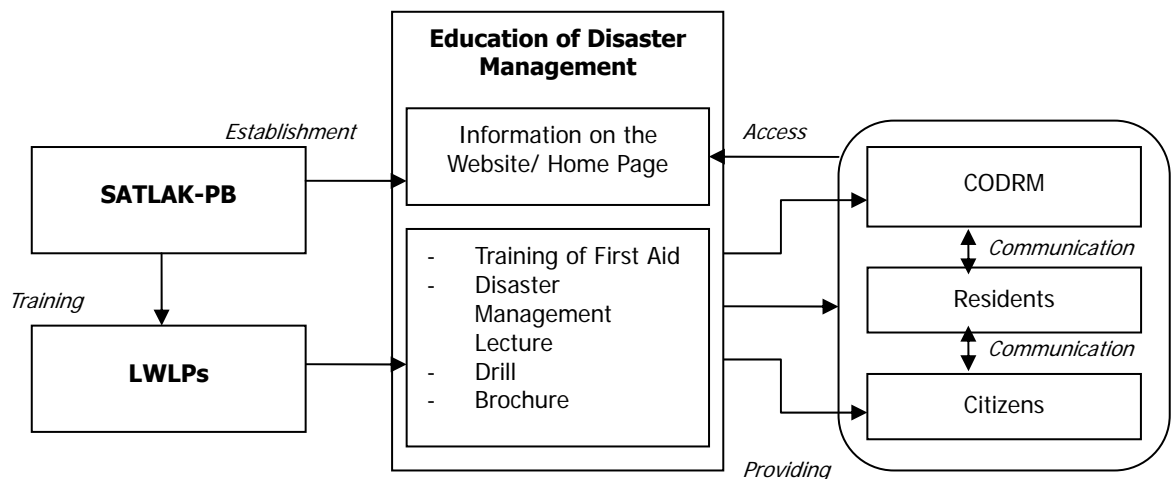 Education of Disaster
Management
Establishment
Information on the
Website/ Home Page
Access
SATLAK-PB
CODRM
- Training of First Aid
- Disaster
Management
Lecture
- Drill
- Brochure
Communication
Training
Residents
LWLPs
Communication
Citizens
Providing